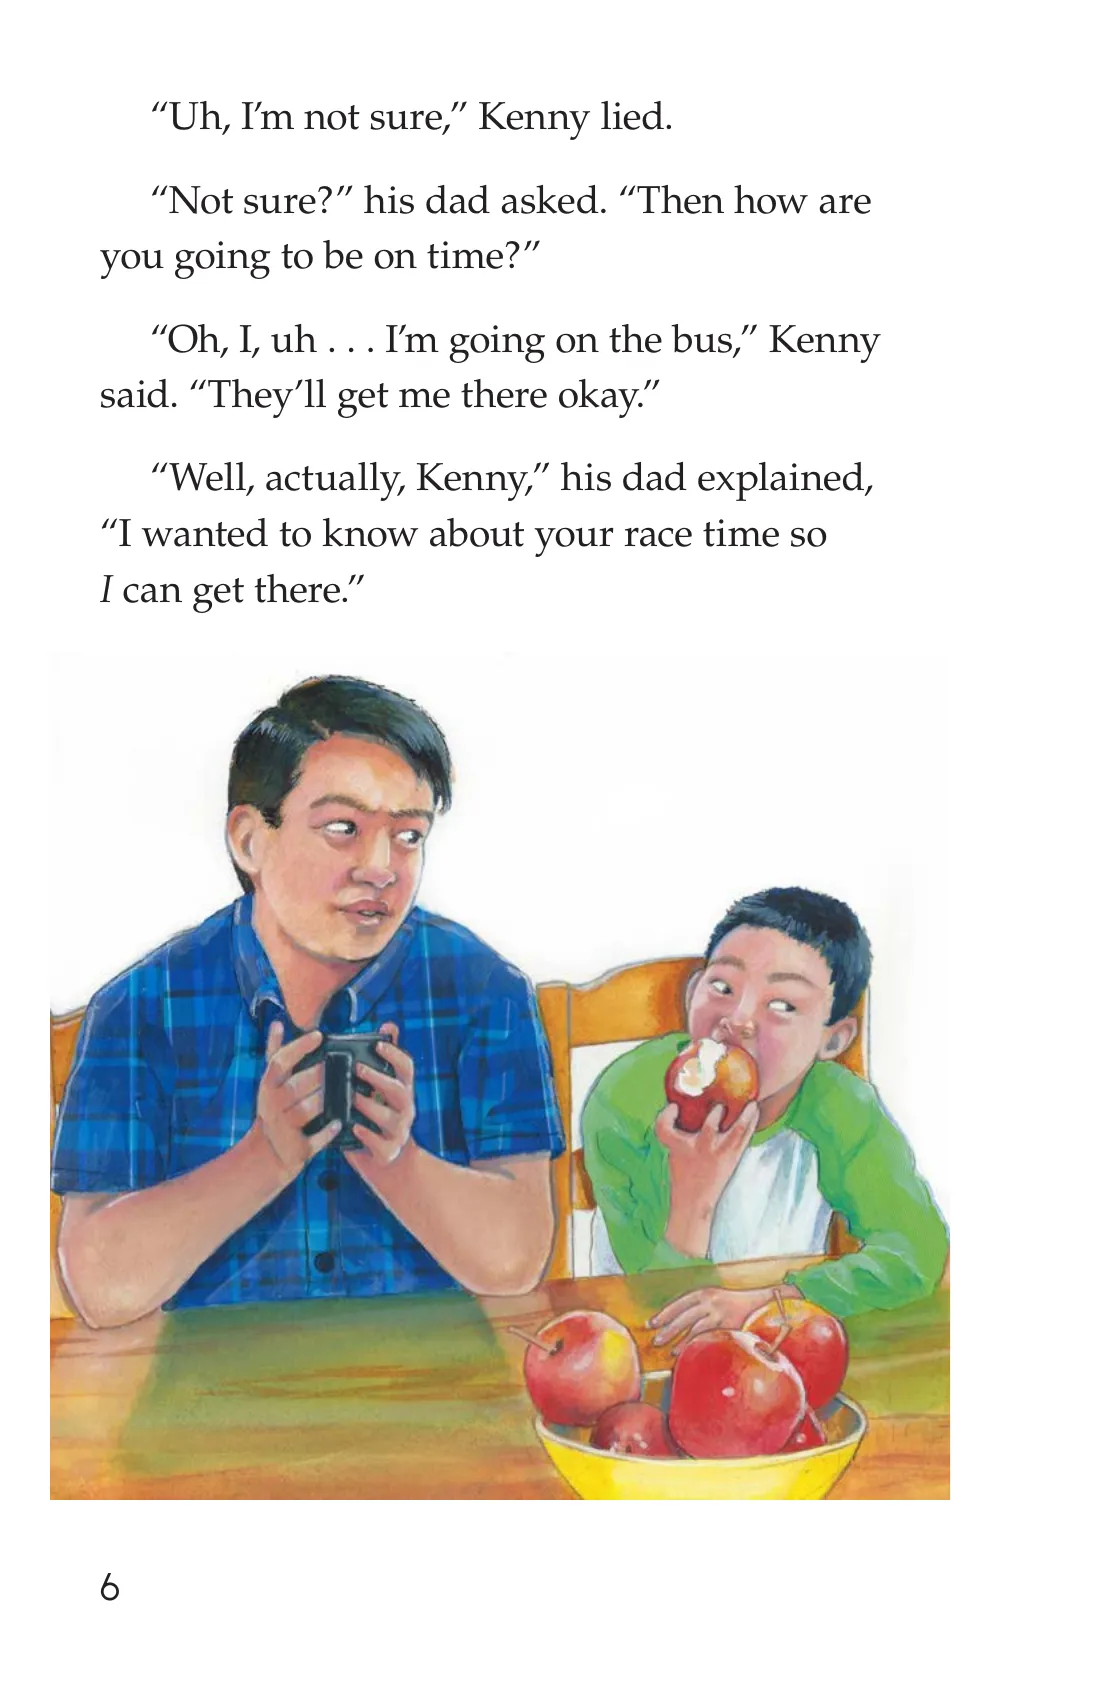 “Uh, I’m not sure,” Kenny lied.
“Not sure?” his dad asked. “Then how are
you going to be on time?”
“Oh, I, uh . . . I’m going on the bus,” Kenny
said. “They’ll get me there okay.”
“Well, actually, Kenny,” his dad explained,
“I wanted to know about your race time so
I can get there.”
6